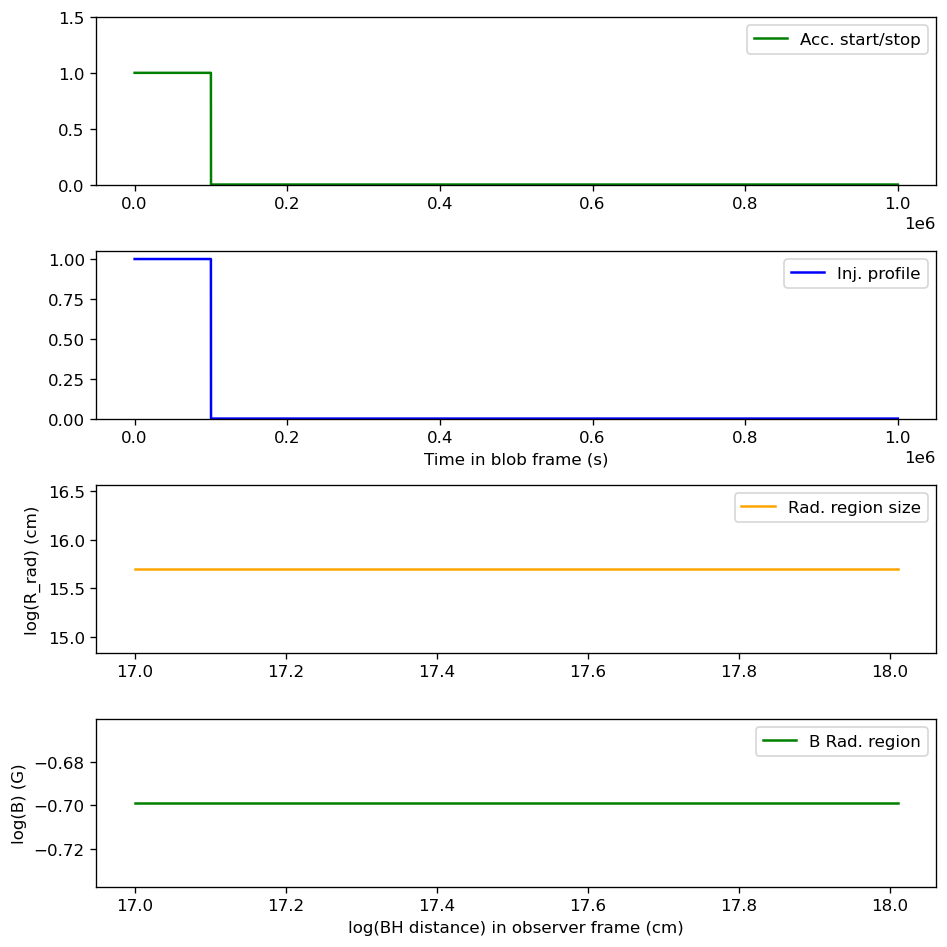 1.5
1.0
0.5
0.0
Acc. start/stop
0.0 0.2 0.4 0.6 0.8 1.0
1e6
1.00
0.75
0.50
0.25
0.00
Inj. profile
0.0 0.2 0.4 0.6 0.8 1.0
Time in blob frame (s)
1e6
log(R_rad) (cm)
16.5
16.0
15.5
15.0
Rad. region size
17.0 17.2 17.4 17.6 17.8 18.0
log(B) (G)
−0.68
−0.70
−0.72
B Rad. region
17.0 17.2 17.4 17.6 17.8 18.0
log(BH distance) in observer frame (cm)